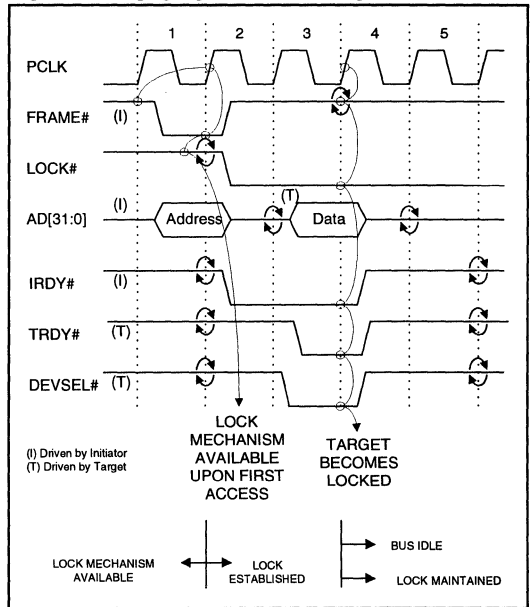 1 2 3 4 5
PCLK
FRAME# (I)
LOCK#
AD[31:0] (I) Address (T) Data
IRDY# (I)
TRDY# (T)
DEVSEL# (T)
LOCK
MECHANISM
AVAILABLE
UPON FIRST
ACCESS
TARGET
BECOMES
LOCKED
(I) Driven by Initiator
(T) Driven by Target
LOCK MECHANISM
AVAILABLE
LOCK
ESTABLISHED
BUS IDLE
LOCK MAINTAINED